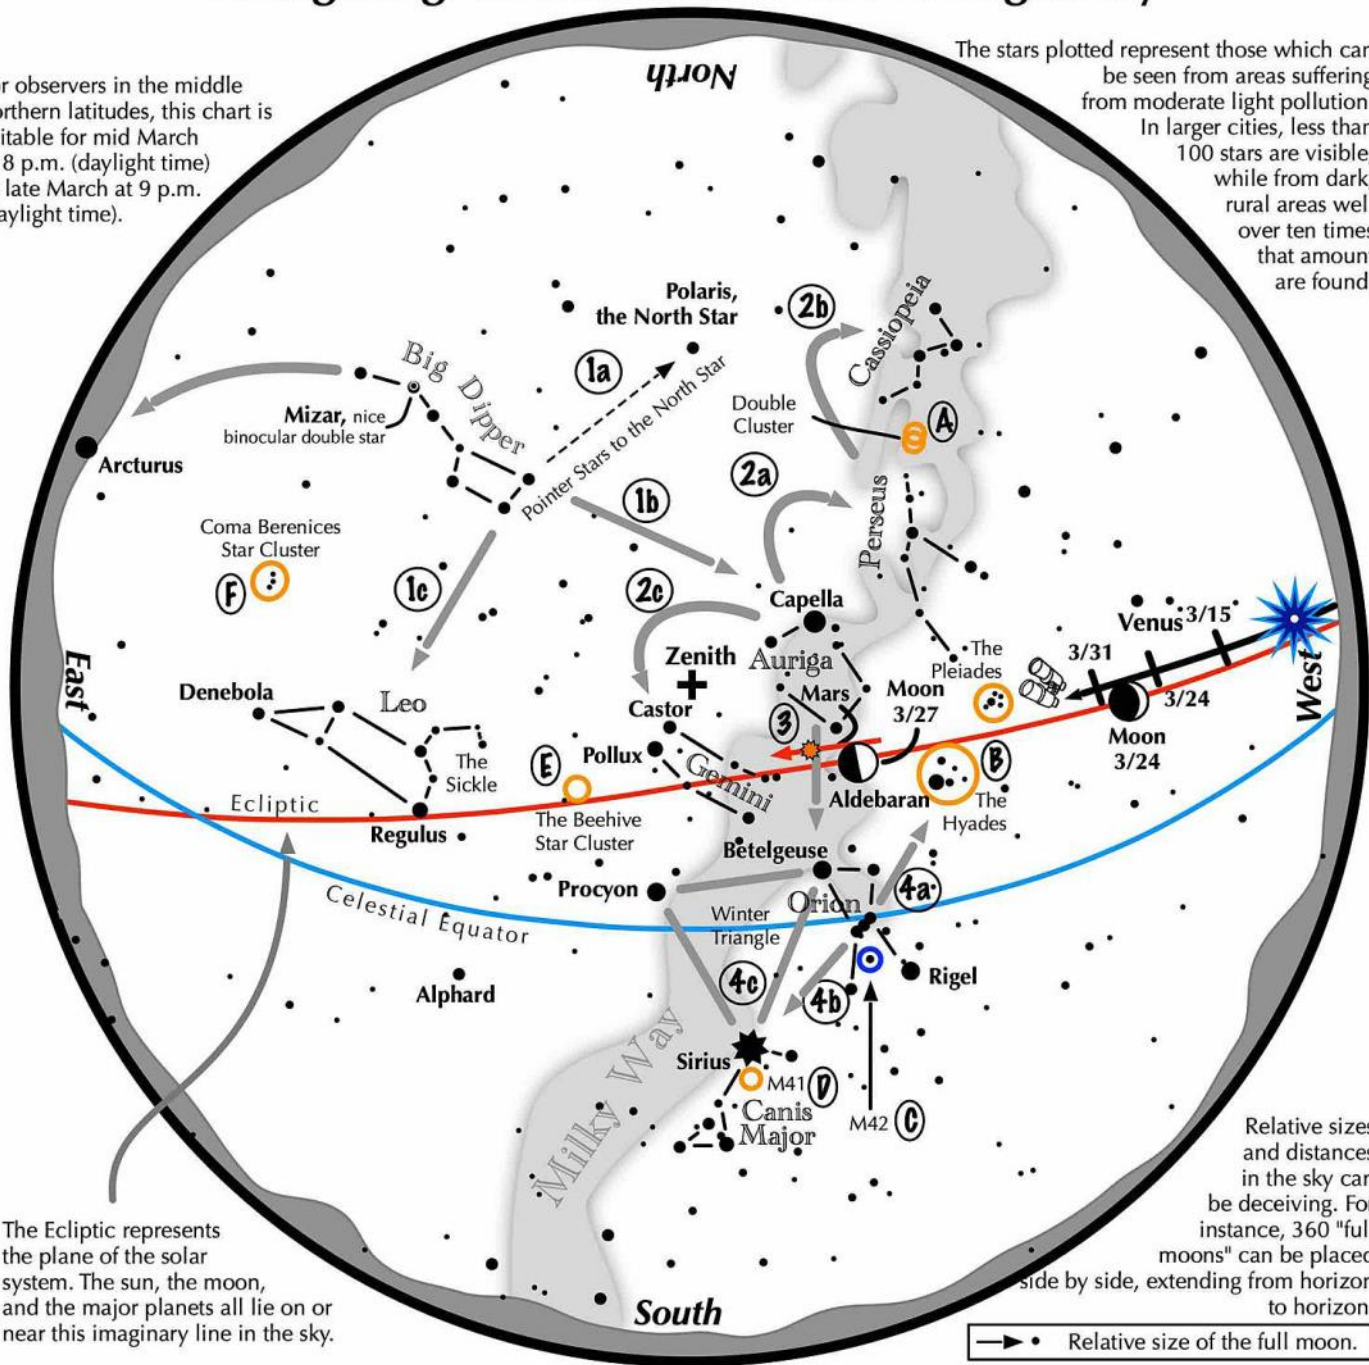 North
or observers in the middle
orthern latitudes, this chart is
itable for mid March
8 p.m. (daylight time)
late March at 9 p.m.
aylight time).
The stars plotted represent those which can
be seen from areas suffering
from moderate light pollution
In larger cities, less than
100 stars are visible,
while from dark,
rural areas well
over ten times
that amoun
are found
Polaris,
the North Star
2b
Cassiopeia
1a
Big Dipper
Mizar, nice
binocular double star
Pointer Stars to the North Star
Double
Cluster
A
Arcturus
2a
1b
Perseus
Coma Berenices
Star Cluster
F
1c
2c
Capella
Venus
3/15
3/31
3/24
West
East
Zenith
Auriga
The
Pleiades
Denebola
Leo
Mars
Moon
3/27
Castor
3
Moon
3/24
Pollux
Gemini
The
Sickle
E
B
Aldebaran
The
Hyades
Ecliptic
Regulus
The Beehive
Star Cluster
Betelgeuse
Procyon
Orion
4a
Celestial Equator
Winter
Triangle
Alphard
4c
4b
Rigel
Milky Way
Sirius
M41
D
Canis
Major
M42
C
The Ecliptic represents
the plane of the solar
system. The sun, the moon,
and the major planets all lie on or
near this imaginary line in the sky.
Relative sizes
and distances
in the sky can
be deceiving. For
instance, 360 "ful
moons" can be placed
side by side, extending from horizon
to horizon
South
Relative size of the full moon.